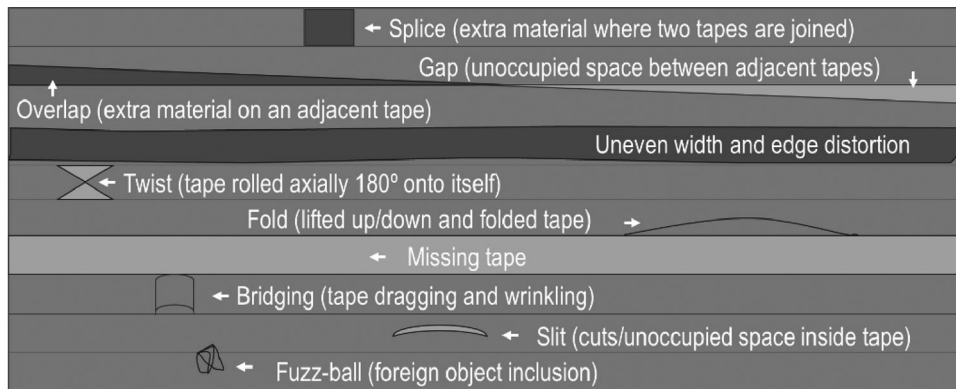 Splice (extra material where two tapes are joined)
Gap (unoccupied space between adjacent tapes)
Overlap (extra material on an adjacent tape)
Uneven width and edge distortion
Twist (tape rolled axially 180º onto itself)
Fold (lifted up/down and folded tape)
Missing tape
Bridging (tape dragging and wrinkling)
Slit (cuts/unoccupied space inside tape)
Fuzz-ball (foreign object inclusion)